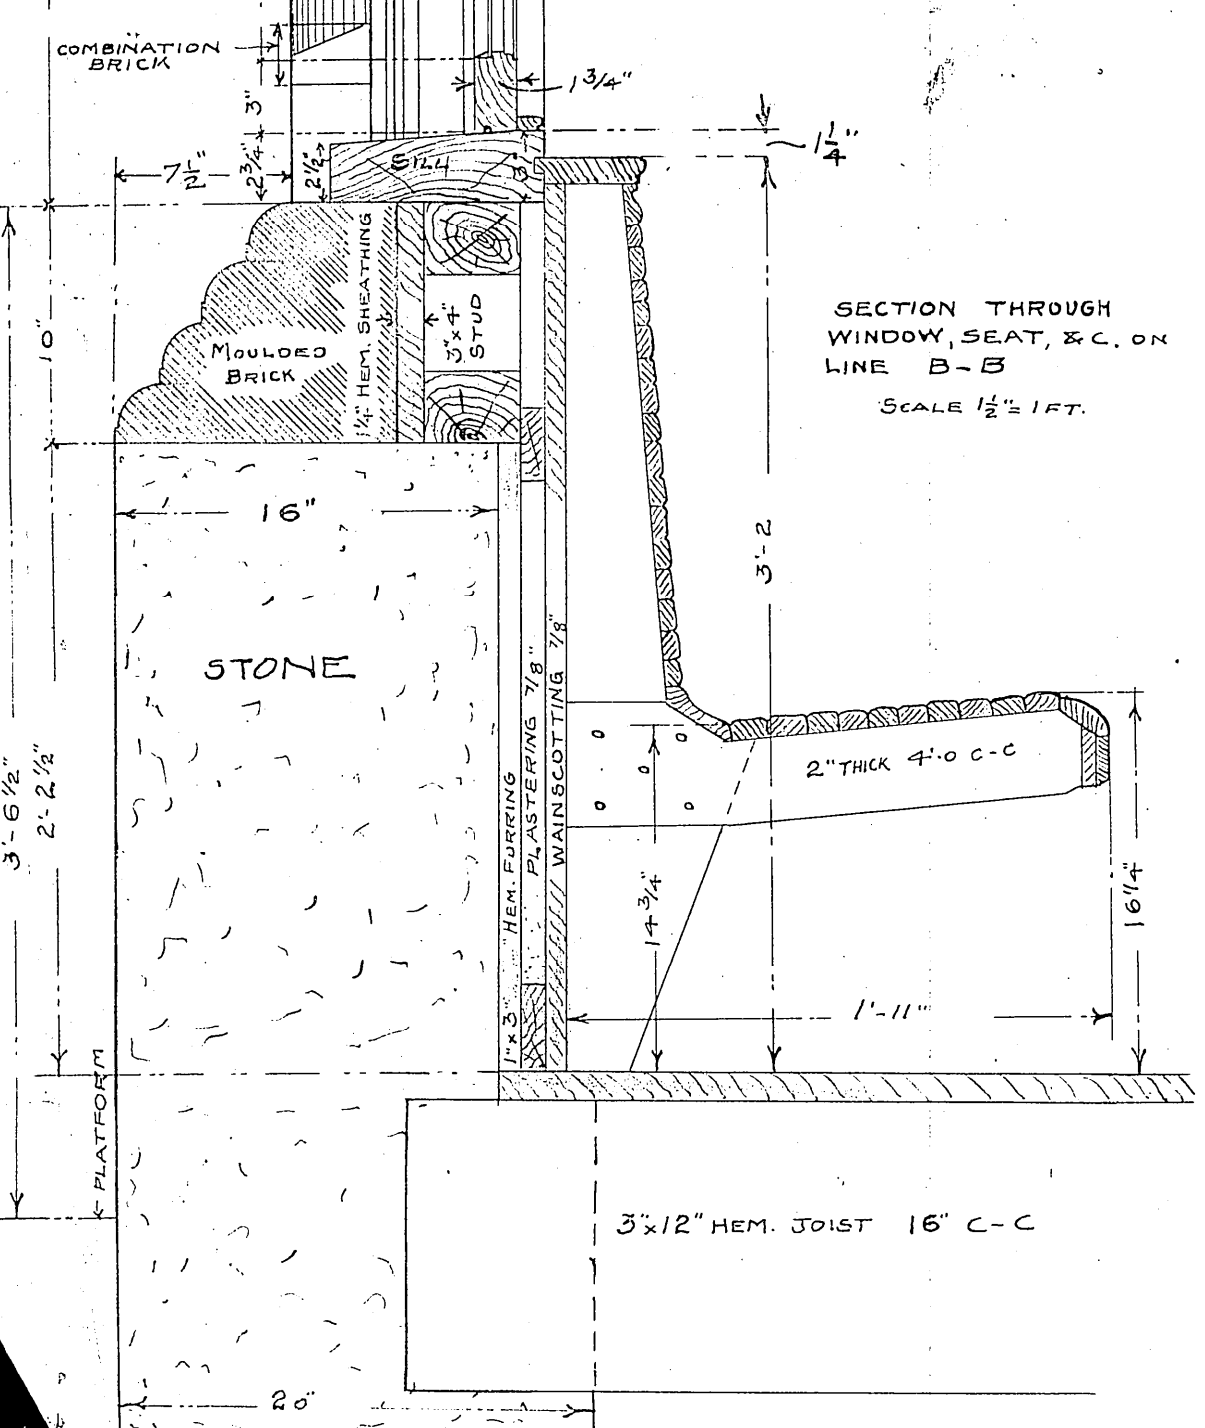 COMBINATION
BRICK
1 3/4"
3"
2 3/4"
2 1/2"
7 1/2"
SILL
3"
1 1/4"
10"
MOULDED
BRICK
1 1/4" HEM. SHEATHING
3"x4"
STUD
SECTION THROUGH
WINDOW, SEAT, & C. ON
LINE B-B
SCALE 1 1/2" = 1 FT.
16"
3'-2
STONE
3'-6 1/2"
2'-2 1/2"
1"x3" HEM. FURRING
PLASTERING 7/8"
WAINSCOTTING 7/8"
2" THICK 4'-0 C-C
14 3/4"
16 1/4"
1'-11"
PLATFORM
3"x12" HEM. JOIST 16" C-C
20"